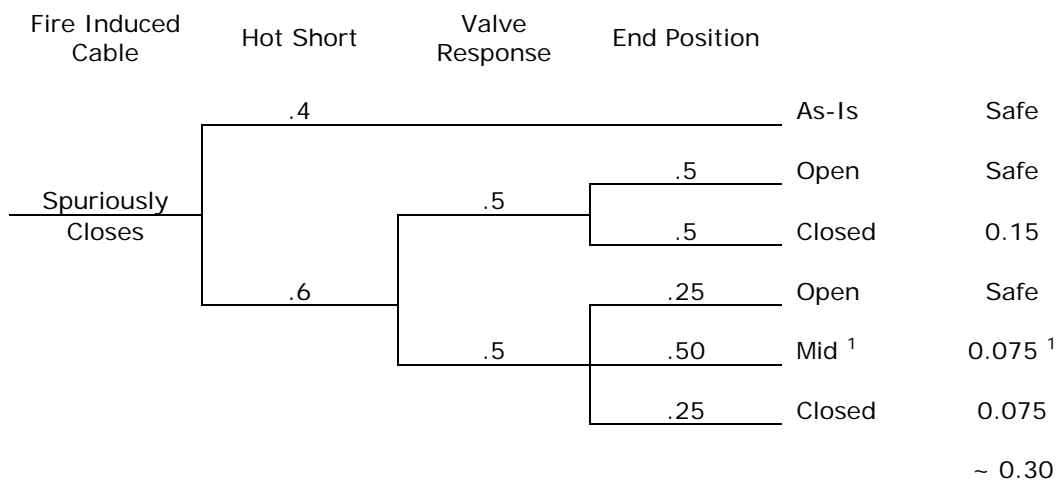 Fire Induced Cable Hot Short Valve Response End Position
.4 As-Is Safe
.5 Open Safe
Spuriously Closes .5
.5 Closed 0.15
.6 .25 Open Safe
.5 .50 Mid 1 0.075 1
.25 Closed 0.075
~ 0.30